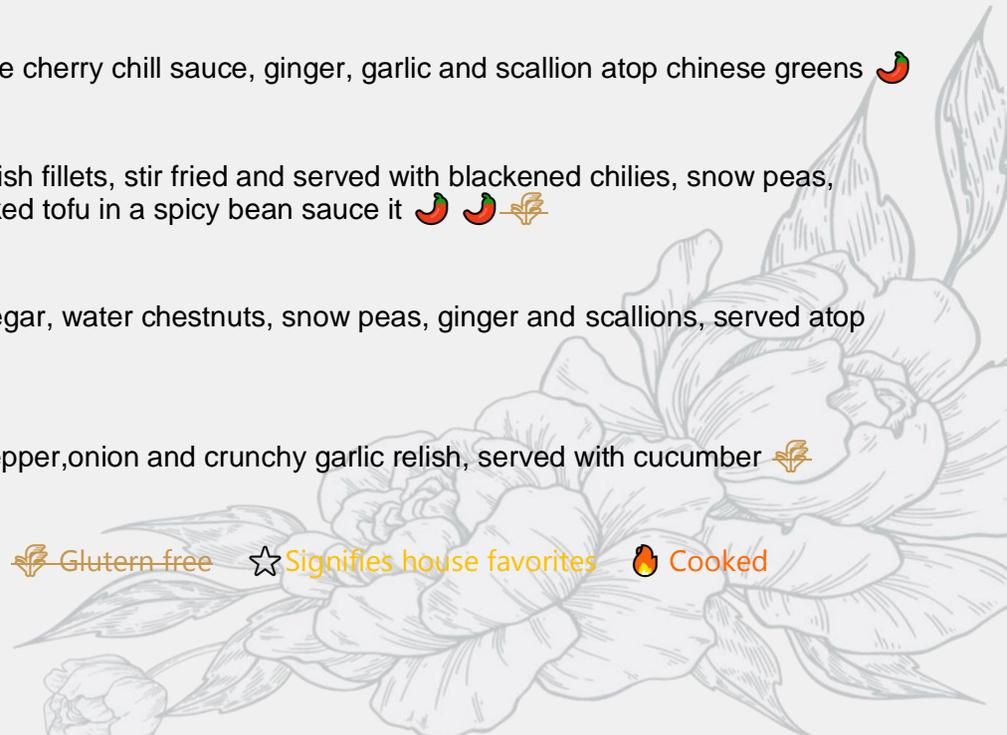 e cherry chill sauce, ginger, garlic and scallion atop chinese greens
ish fillets, stir fried and served with blackened chilies, snow peas,
ked tofu in a spicy bean sauce it
egar, water chestnuts, snow peas, ginger and scallions, served atop
epper,onion and crunchy garlic relish, served with cucumber
Glutern free Signifies house favorites Cooked